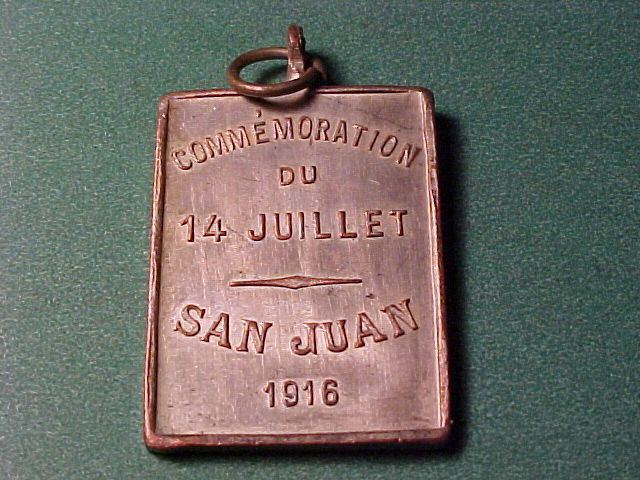 COMMÉMORATION
DU
14 JUILLET
SAN JUAN
1916